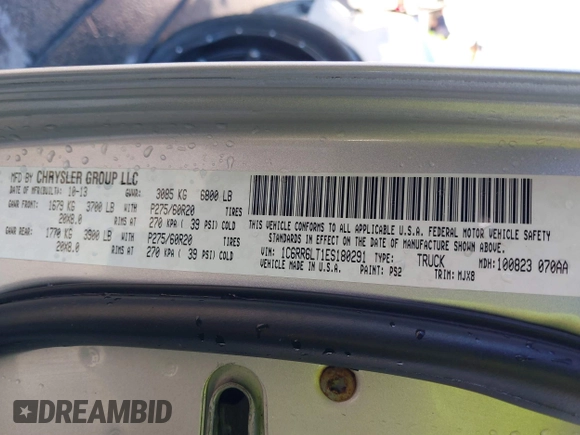 MFD BY CHRYSLER GROUP LLC
DATE OF MFR/BUILTA: 10-13 GVWR: 3085 KG 6800 LB
GAWR FRONT: 1679 KG 3700 LB WITH P275/60R20 TIRES
20X8.0 RIMS AT 270 KPA ( 39 PSI) COLD
GAWR REAR: 1770 KG 3900 LB WITH P275/60R20 TIRES
20X8.0 RIMS AT 270 KPA ( 39 PSI) COLD
THIS VEHICLE CONFORMS TO ALL APPLICABLE U.S.A. FEDERAL MOTOR VEHICLE SAFETY
STANDARDS IN EFFECT ON THE DATE OF MANUFACTURE SHOWN ABOVE.
VIN: 1C6RR6LT1ES180291 TYPE: TRUCK MDH: 100823 070AA
VEHICLE MADE IN U.S.A. PAINT: PS2 TRIM: MJX8
DREAMBID